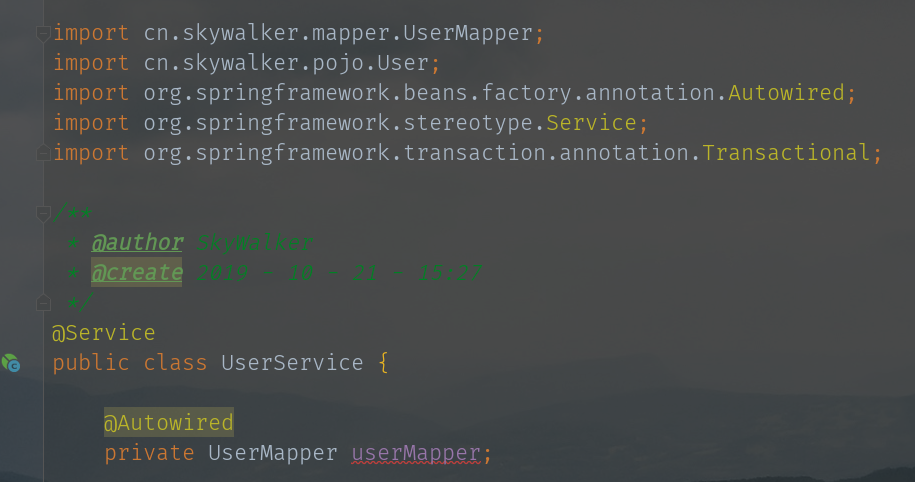 import cn.skywalker.mapper.UserMapper;
import cn.skywalker.pojo.User;
import org.springframework.beans.factory.annotation.Autowired;
import org.springframework.stereotype.Service;
import org.springframework.transaction.annotation.Transactional;
/**
* @author SkyWalker
* @create 2019 - 10 - 21 - 15:27
*/
@Service
public class UserService {
@Autowired
private UserMapper userMapper;